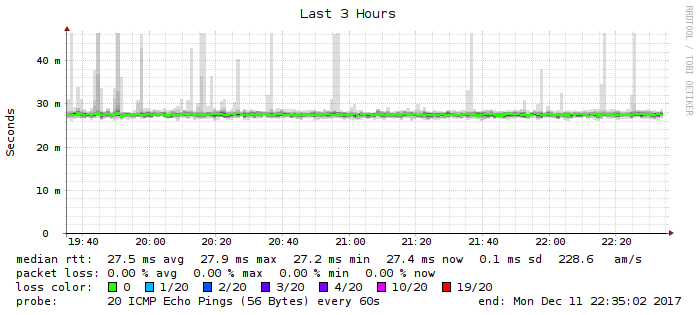 Last 3 Hours
RRDTOOL / TOBI OETIKER
Seconds
40 m
30 m
20 m
10 m
0
19:40 20:00 20:20 20:40 21:00 21:20 21:40 22:00 22:20
median rtt: 27.5 ms avg 27.9 ms max 27.2 ms min 27.4 ms now 0.1 ms sd 228.6 am/s
packet loss: 0.00 % avg 0.00 % max 0.00 % min 0.00 % now
loss color: 0 1/20 2/20 3/20 4/20 10/20 19/20
probe: 20 ICMP Echo Pings (56 Bytes) every 60s end: Mon Dec 11 22:35:02 2017